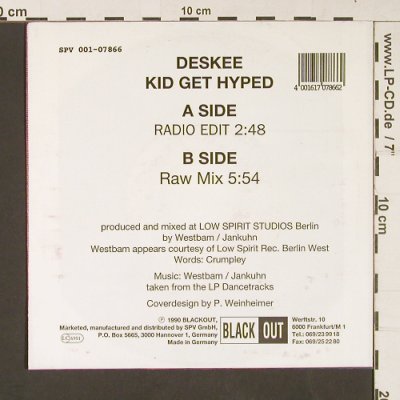 0 cm
10 cm
SPV 001-07866
DESKEE
KID GET HYPED
4 001617 078662
A SIDE
RADIO EDIT 2:48
B SIDE
Raw Mix 5:54
produced and mixed at LOW SPIRIT STUDIOS Berlin
by Westbam / Jankuhn
Westbam appears courtesy of Low Spirit Rec. Berlin West
Words: Crumpley
Music: Westbam / Jankuhn
taken from the LP Dancetracks
Coverdesign by P. Weinheimer
℗ 1990 BLACKOUT,
Marketed, manufactured and distributed by SPV GmbH,
P.O. Box 5665, 3000 Hannover 1, Germany
Made in Germany
BLACK OUT
Werftstr. 10
6000 Frankfurt/M 1
Tel.: 069/23 99 18
Fax: 069/25 22 80
www.LP-CD.de / 7"
10 cm